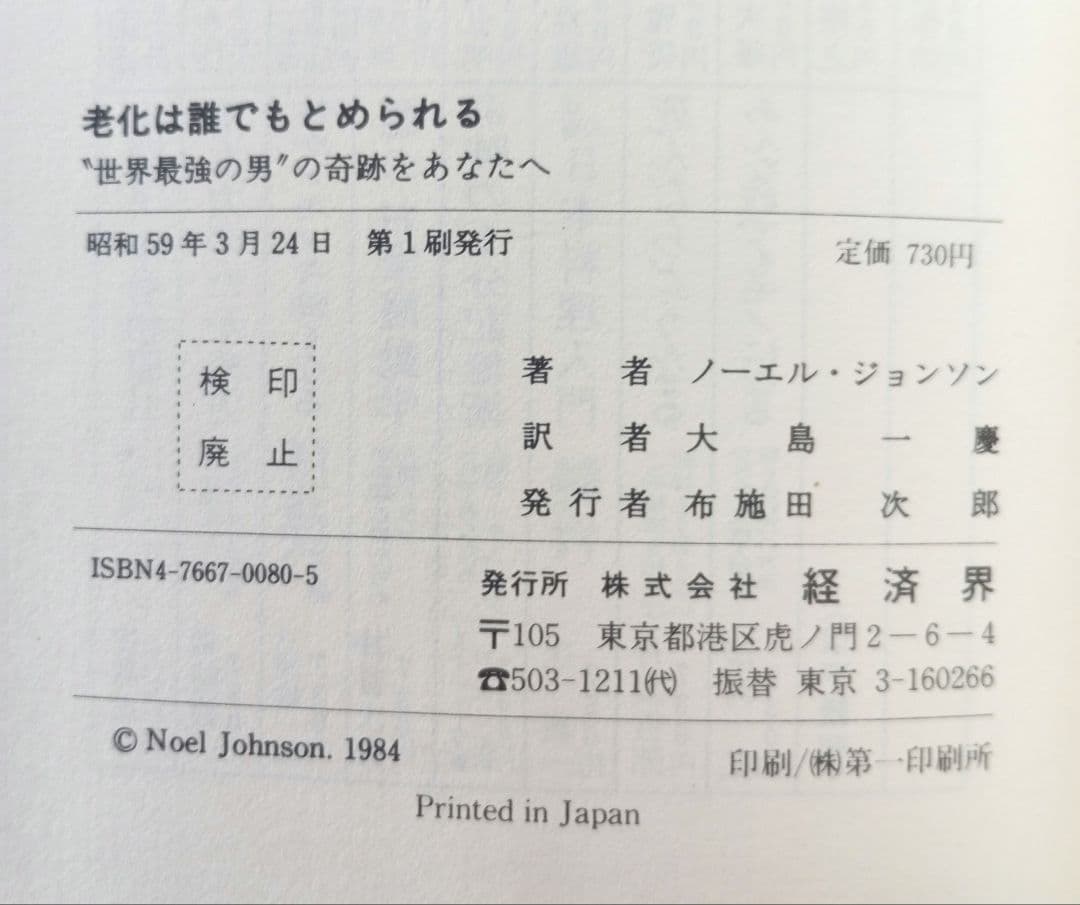 老化は誰でもとめられる
〝世界最強の男〟の奇跡をあなたへ
昭和59年3月24日 第1刷発行
定価 730円
検印
廃止
著者 ノーエル・ジョンソン
訳者 大島一慶
発行者 布施田次郎
ISBN4-7667-0080-5
発行所 株式会社 経済界
〒105 東京都港区虎ノ門2-6-4
☎503-1211㈹ 振替 東京 3-160266
© Noel Johnson. 1984
印刷/㈱第一印刷所
Printed in Japan